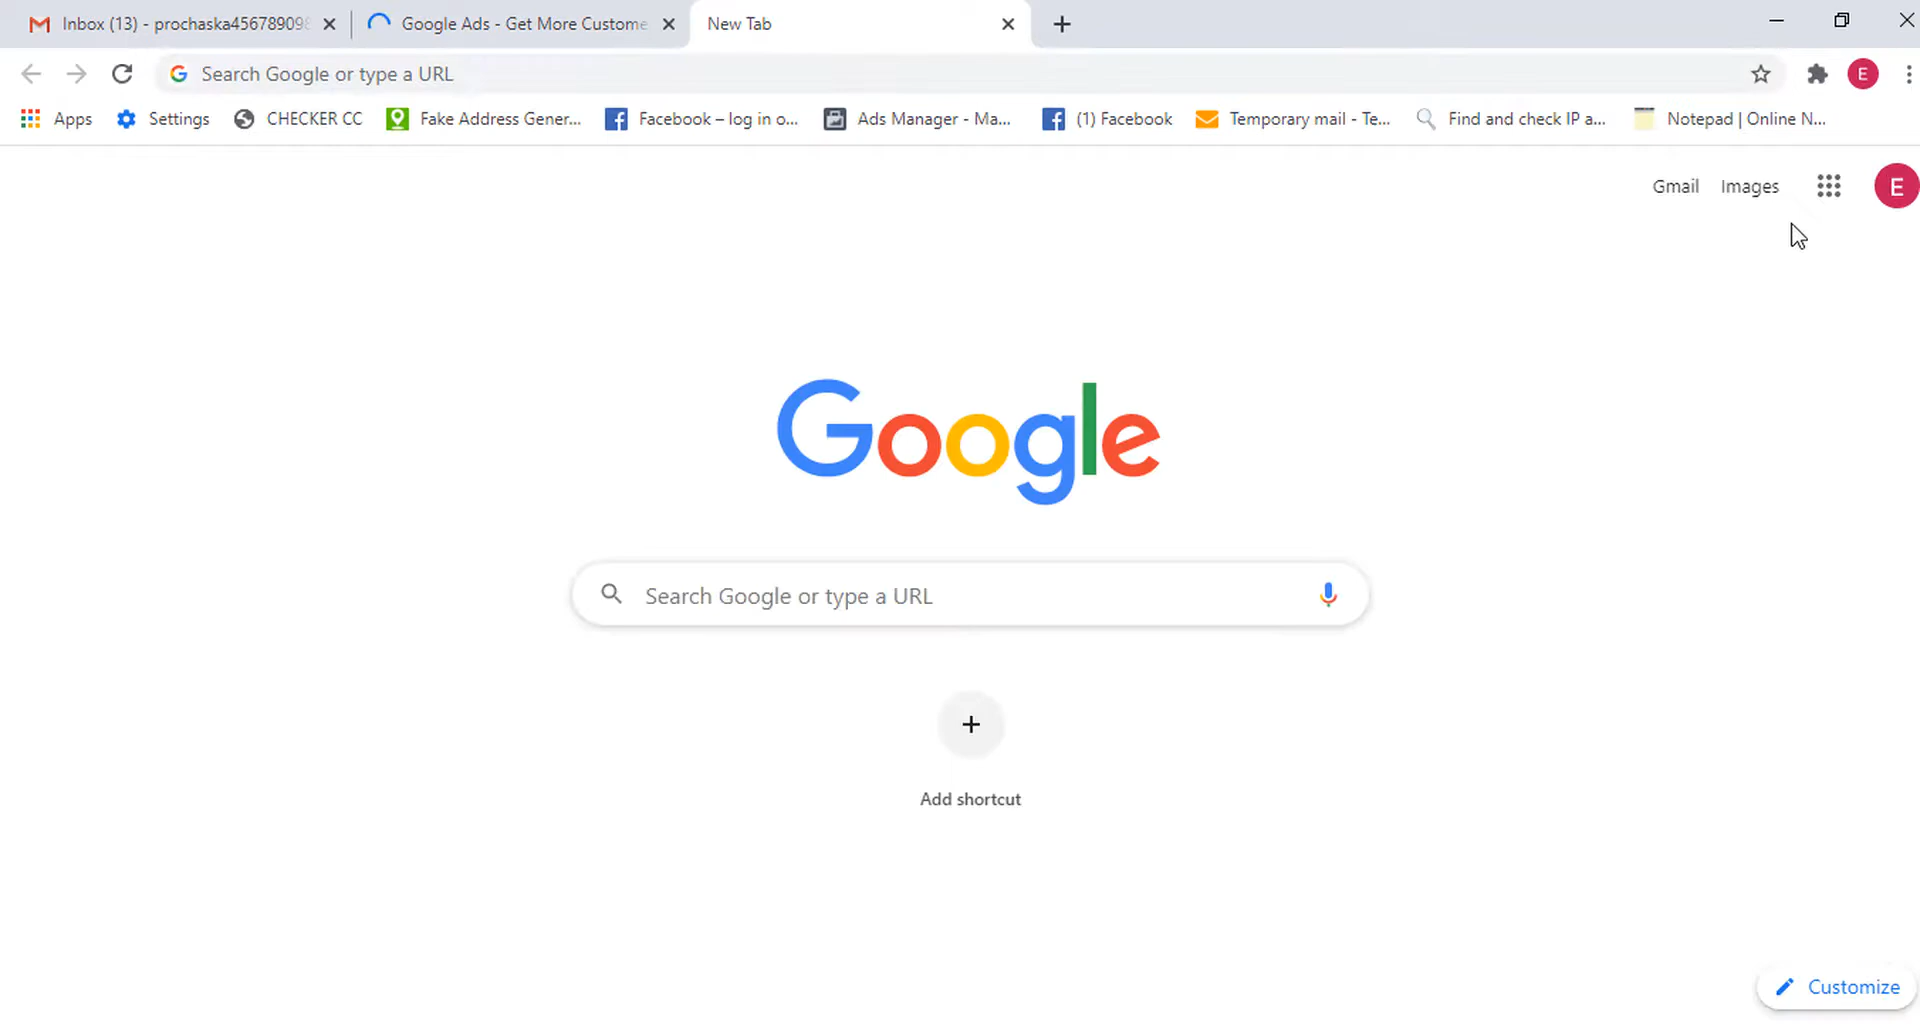 Inbox (13) - prochaska456789098
Google Ads - Get More Custome
New Tab
Search Google or type a URL
E
Apps
Settings
CHECKER CC
Fake Address Gener...
Facebook – log in o...
Ads Manager - Ma...
(1) Facebook
Temporary mail - Te...
Find and check IP a...
Notepad | Online N...
Gmail
Images
E
Google
Search Google or type a URL
Add shortcut
Customize